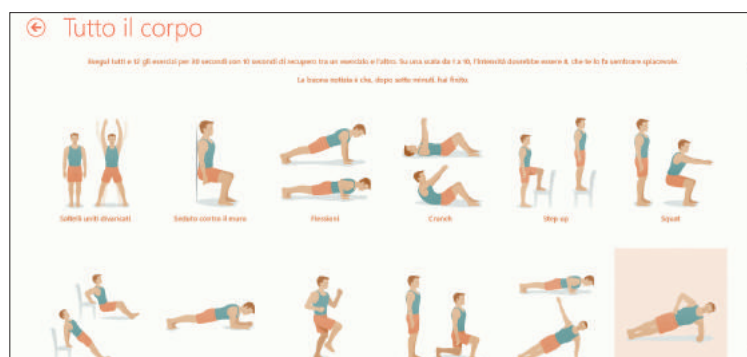 Tutto il corpo
Esegui tutti e 12 gli esercizi per 30 secondi con 10 secondi di recupero tra un esercizio e l'altro. Su una scala da 1 a 10, l'intensità dovrebbe essere 8, che te lo fa sembrare spiacevole.
La buona notizia è che, dopo sette minuti, hai finito.
Saltelli uniti divaricati
Seduto contro il muro
Flessioni
Crunch
Step up
Squat